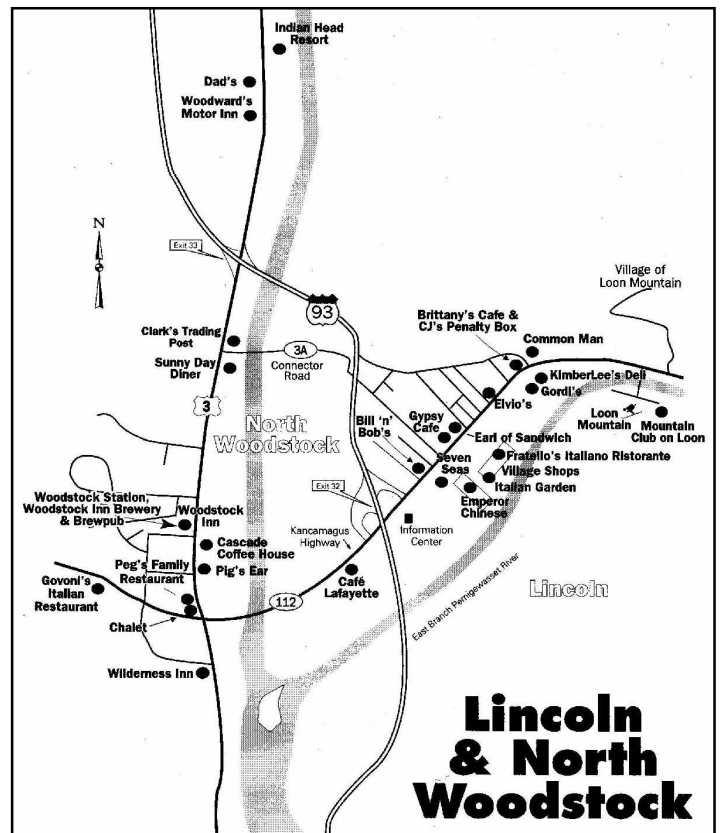 Indian Head
Resort
Dad's
Woodward's
Motor Inn
N
Exit 33
93
Village of
Loon Mountain
Brittany's Cafe &
CJ's Penalty Box
Common Man
Clark's Trading
Post
3A
Connector
Road
Sunny Day
Diner
KimberLee's Deli
Gordi's
3
Elvio's
Loon
Mountain
Mountain
Club on Loon
North
Woodstock
Bill 'n'
Bob's
Gypsy
Cafe
Earl of Sandwich
Seven
Seas
Fratello's Italiano Ristorante
Village Shops
Italian Garden
Emperor
Chinese
Exit 32
Woodstock Station,
Woodstock Inn Brewery
& Brewpub
Woodstock
Inn
Kancamagus
Highway
Information
Center
Cascade
Coffee House
Peg's Family
Restaurant
Pig's Ear
Govoni's
Italian
Restaurant
112
Café
Lafayette
Lincoln
East Branch Pemigewasset River
Chalet
Wilderness Inn
Lincoln
& North
Woodstock